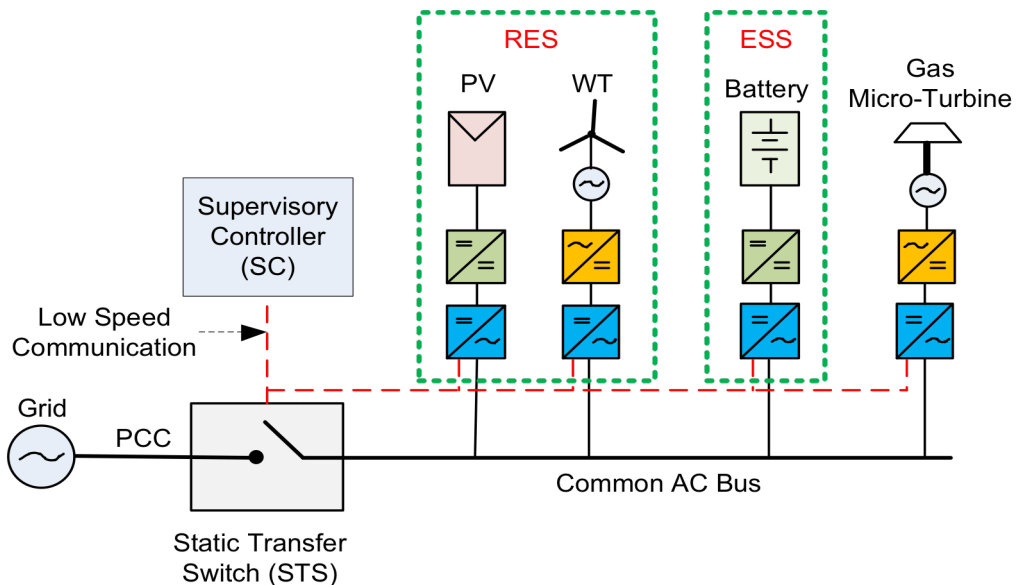 RES
ESS
PV
WT
Battery
Gas
Micro-Turbine
Supervisory
Controller
(SC)
Low Speed
Communication
Grid
PCC
Common AC Bus
Static Transfer
Switch (STS)